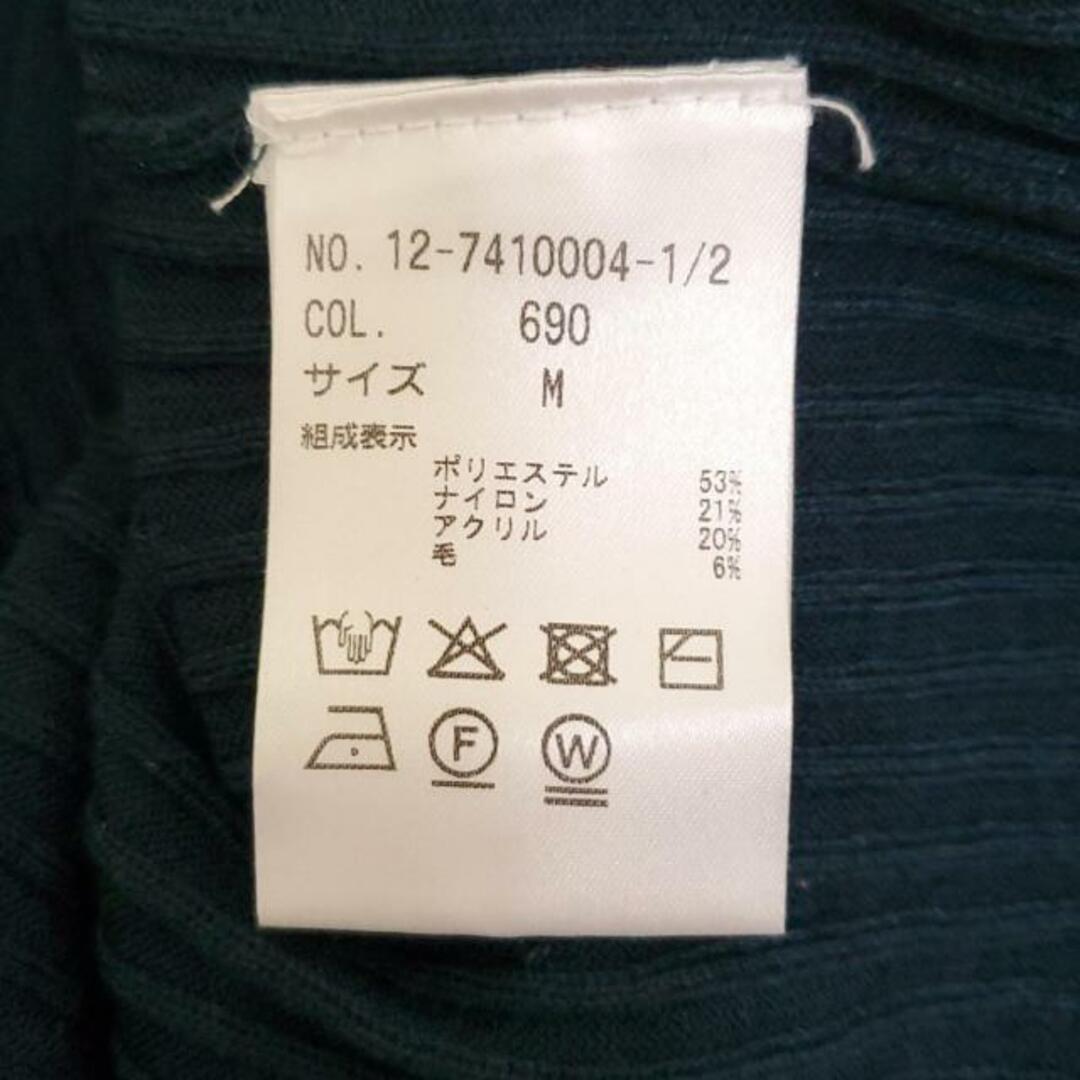 NO. 12-7410004-1/2
COL. 690
サイズ M
組成表示
ポリエステル 53%
ナイロン 21%
アクリル 20%
毛 6%
F W